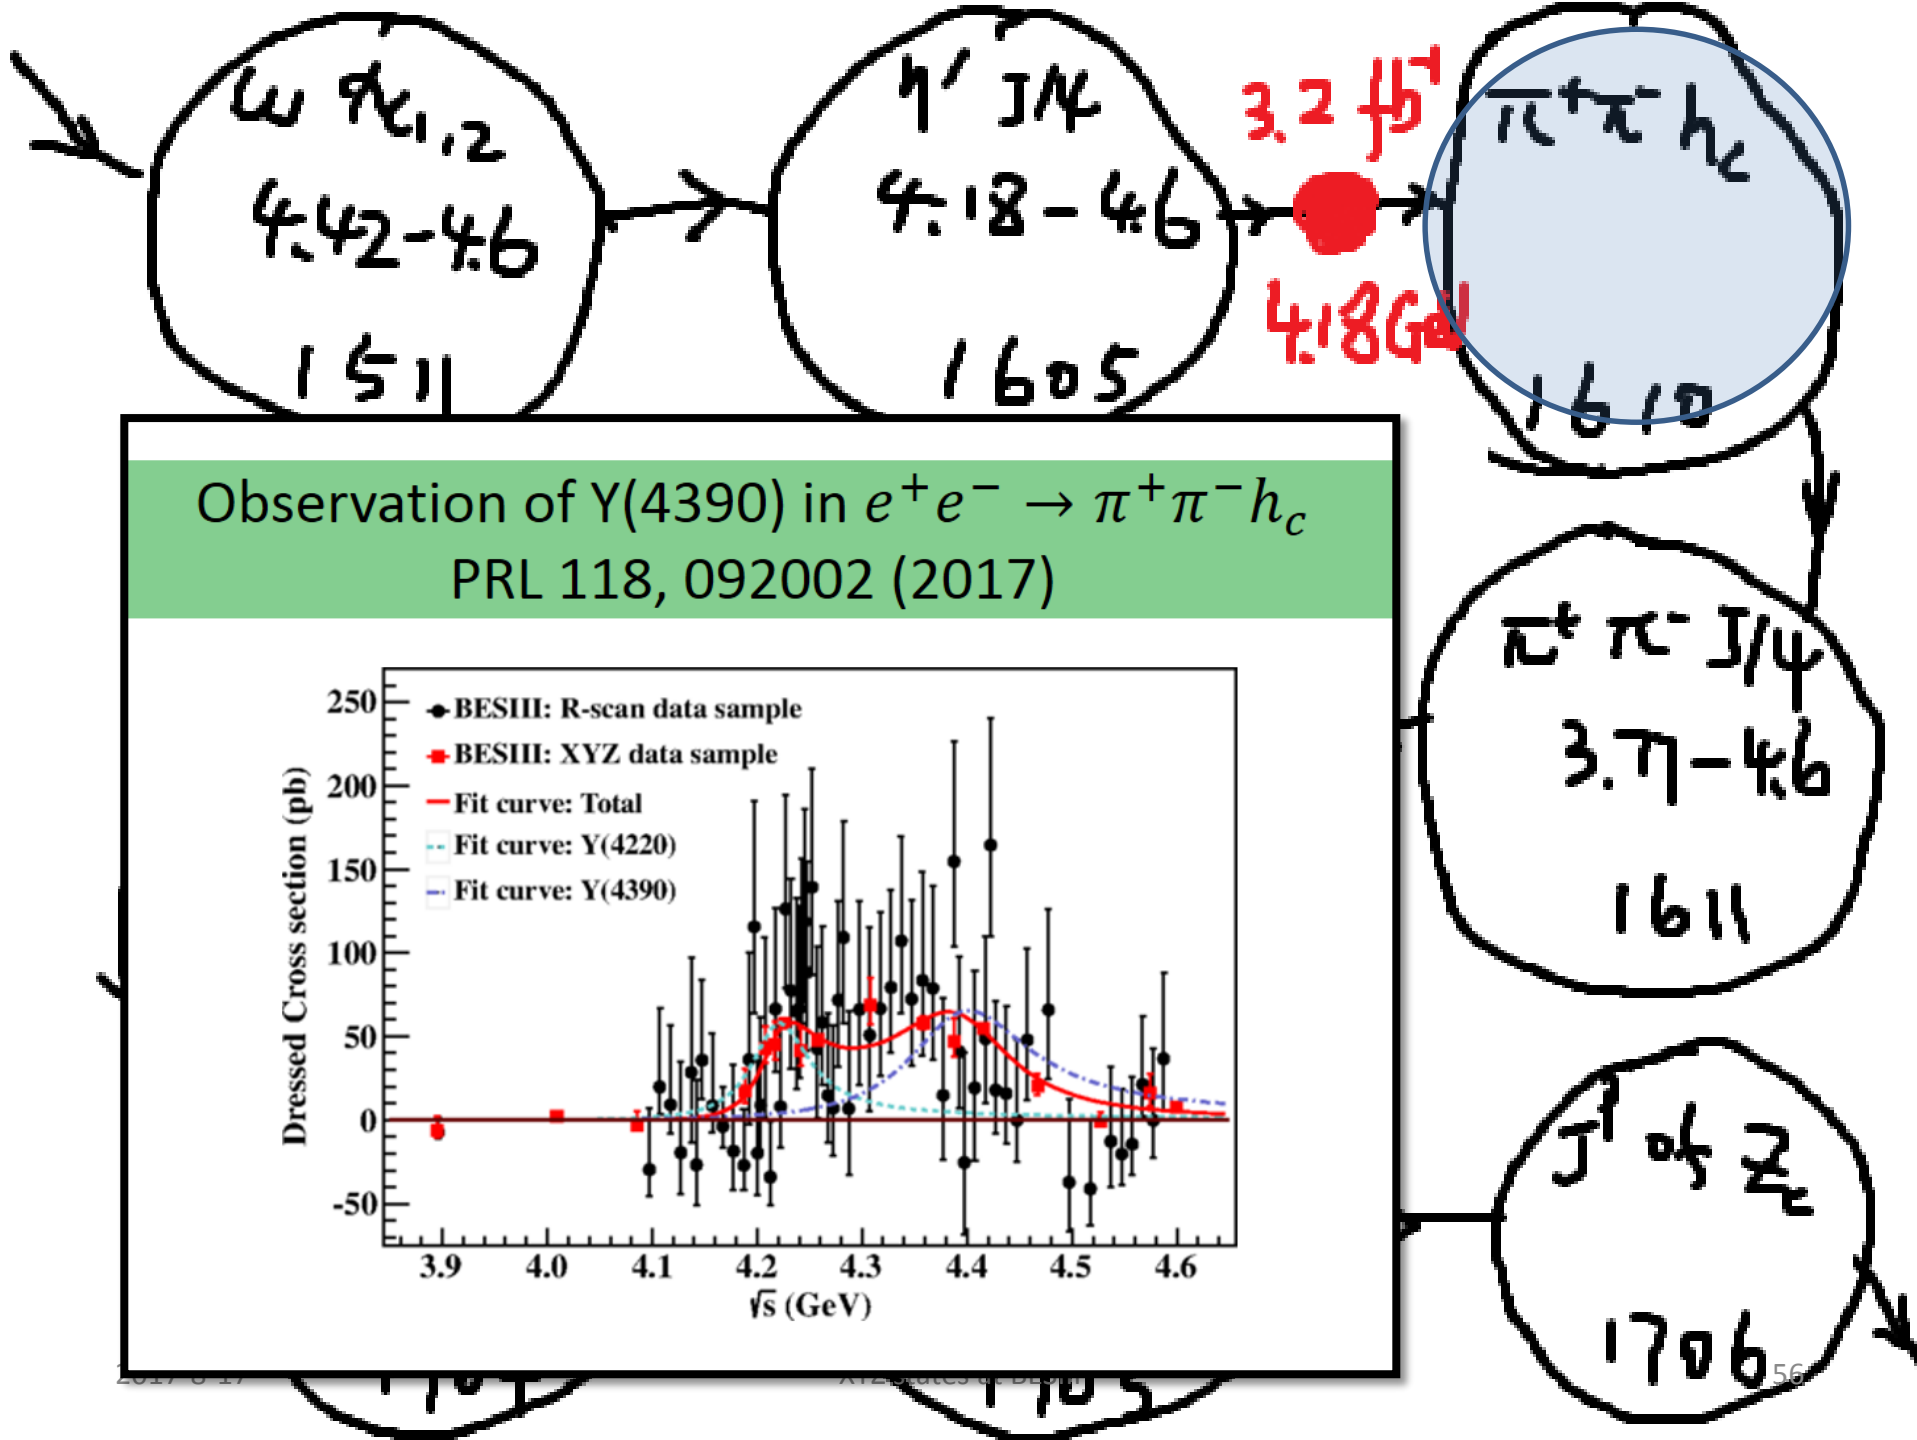 ω χc1,2
4.42-4.6
1511
η′ J/ψ
4.18-4.6
1605
3.2 fb⁻¹
4.18 GeV
π⁺π⁻ hc
1610
Observation of Y(4390) in e⁺e⁻ → π⁺π⁻h_c
PRL 118, 092002 (2017)
BESIII: R-scan data sample
BESIII: XYZ data sample
Fit curve: Total
Fit curve: Y(4220)
Fit curve: Y(4390)
Dressed Cross section (pb)
250
200
150
100
50
0
-50
3.9 4.0 4.1 4.2 4.3 4.4 4.5 4.6
√s (GeV)
π⁺ π⁻ J/ψ
3.77-4.6
1611
Jᴾ of Zc
1706
56